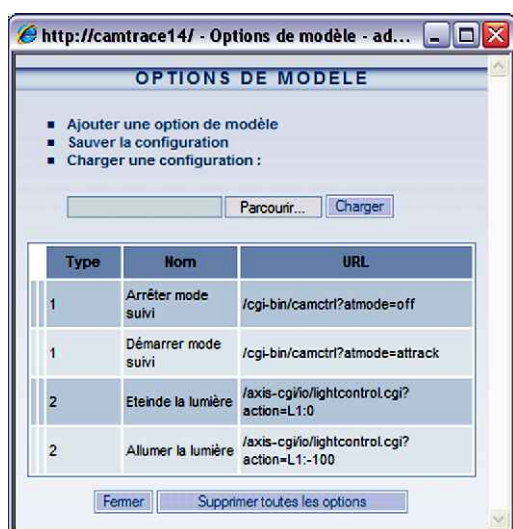 http://camtrace14/ - Options de modèle - ad...
OPTIONS DE MODELE
Ajouter une option de modèle
Sauver la configuration
Charger une configuration :
Parcourir... Charger
Type Nom URL
1 Arrêter mode suivi /cgi-bin/camctrl?atmode=off
1 Démarrer mode suivi /cgi-bin/camctrl?atmode=attrack
2 Eteinde la lumière /axis-cgi/io/lightcontrol.cgi?action=L1:0
2 Allumer la lumière /axis-cgi/io/lightcontrol.cgi?action=L1:-100
Fermer Supprimer toutes les options